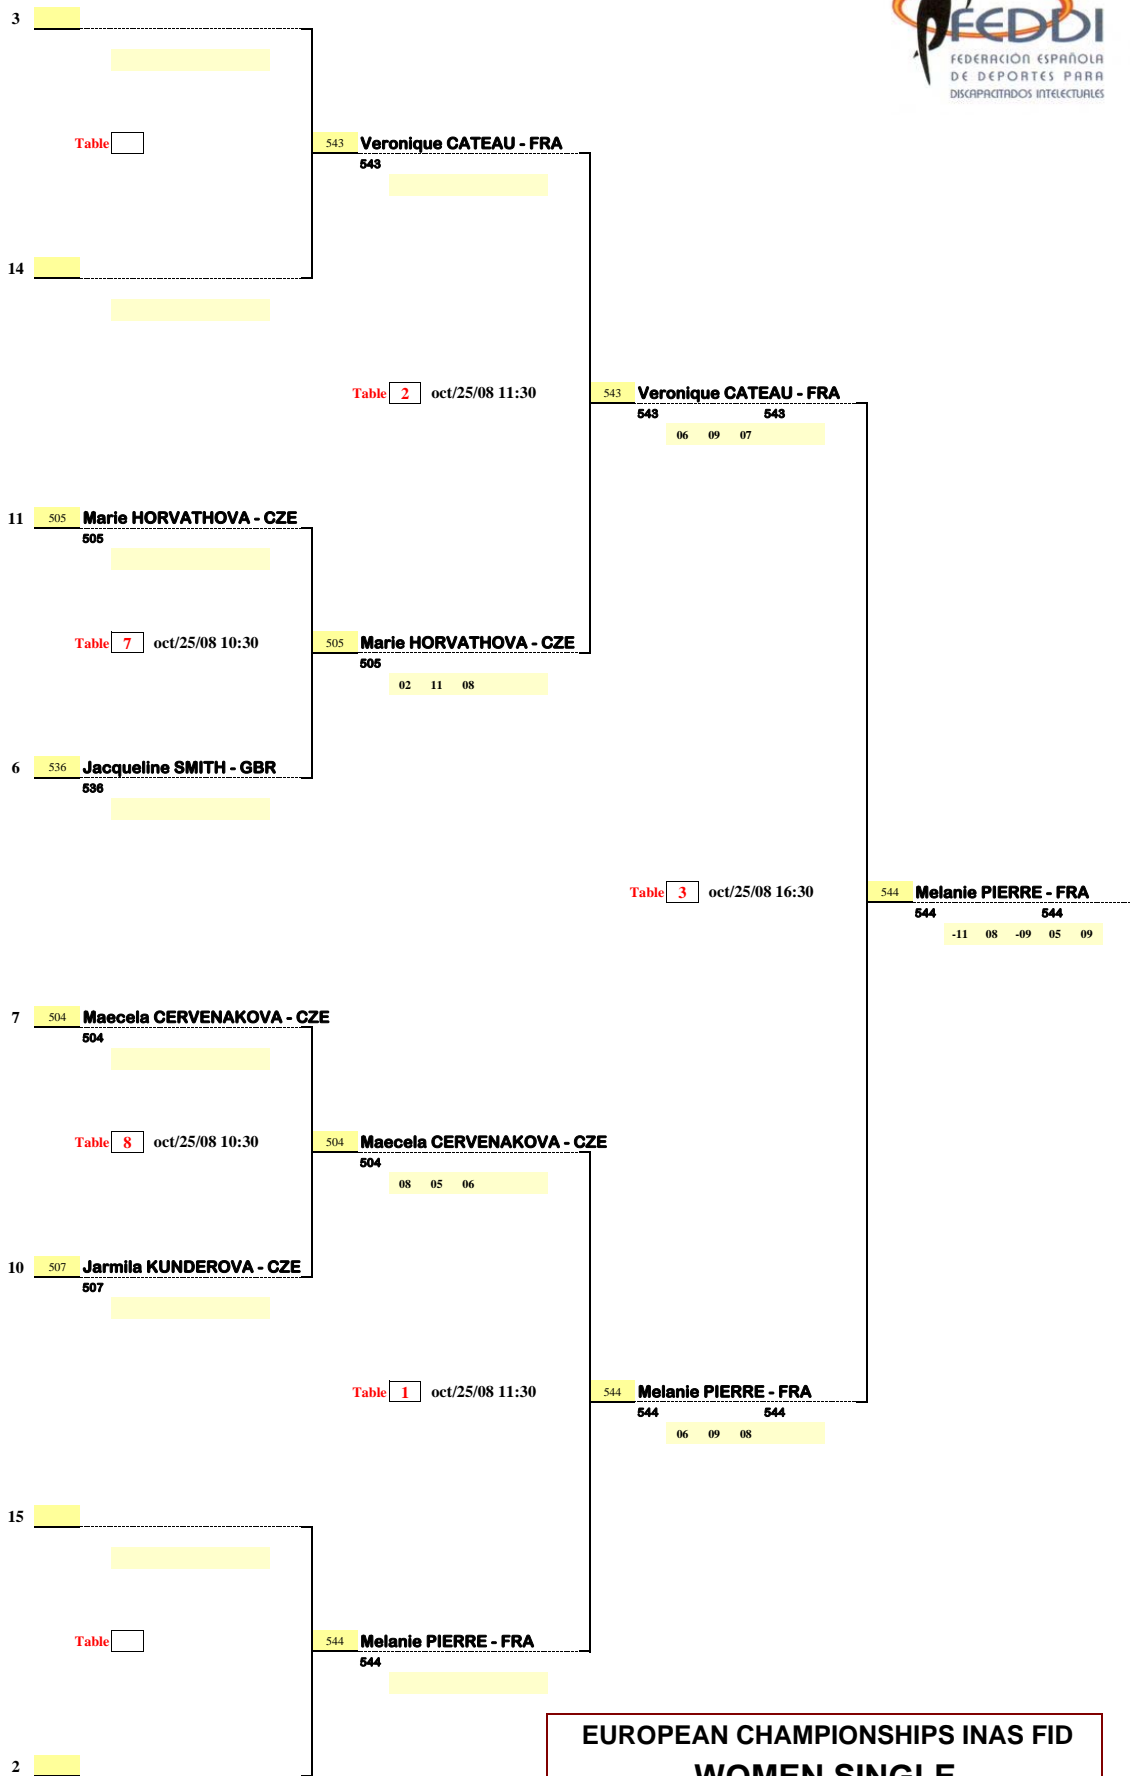 3
FEDDI
FEDERACIÓN ESPAÑOLA
DE DEPORTES PARA
DISCAPACITADOS INTELECTUALES
Table 543 Veronique CATEAU - FRA
543
14
Table 2 oct/25/08 11:30 543 Veronique CATEAU - FRA
543 543
06 09 07
11 505 Marie HORVATHOVA - CZE
505
Table 7 oct/25/08 10:30 505 Marie HORVATHOVA - CZE
505
02 11 08
6 536 Jacqueline SMITH - GBR
536
Table 3 oct/25/08 16:30 544 Melanie PIERRE - FRA
544 544
-11 08 -09 05 09
7 504 Maecela CERVENAKOVA - CZE
504
Table 8 oct/25/08 10:30 504 Maecela CERVENAKOVA - CZE
504
08 05 06
10 507 Jarmila KUNDEROVA - CZE
507
Table 1 oct/25/08 11:30 544 Melanie PIERRE - FRA
544 544
06 09 08
15
Table 544 Melanie PIERRE - FRA
544
EUROPEAN CHAMPIONSHIPS INAS FID
2
WOMEN SINGLE